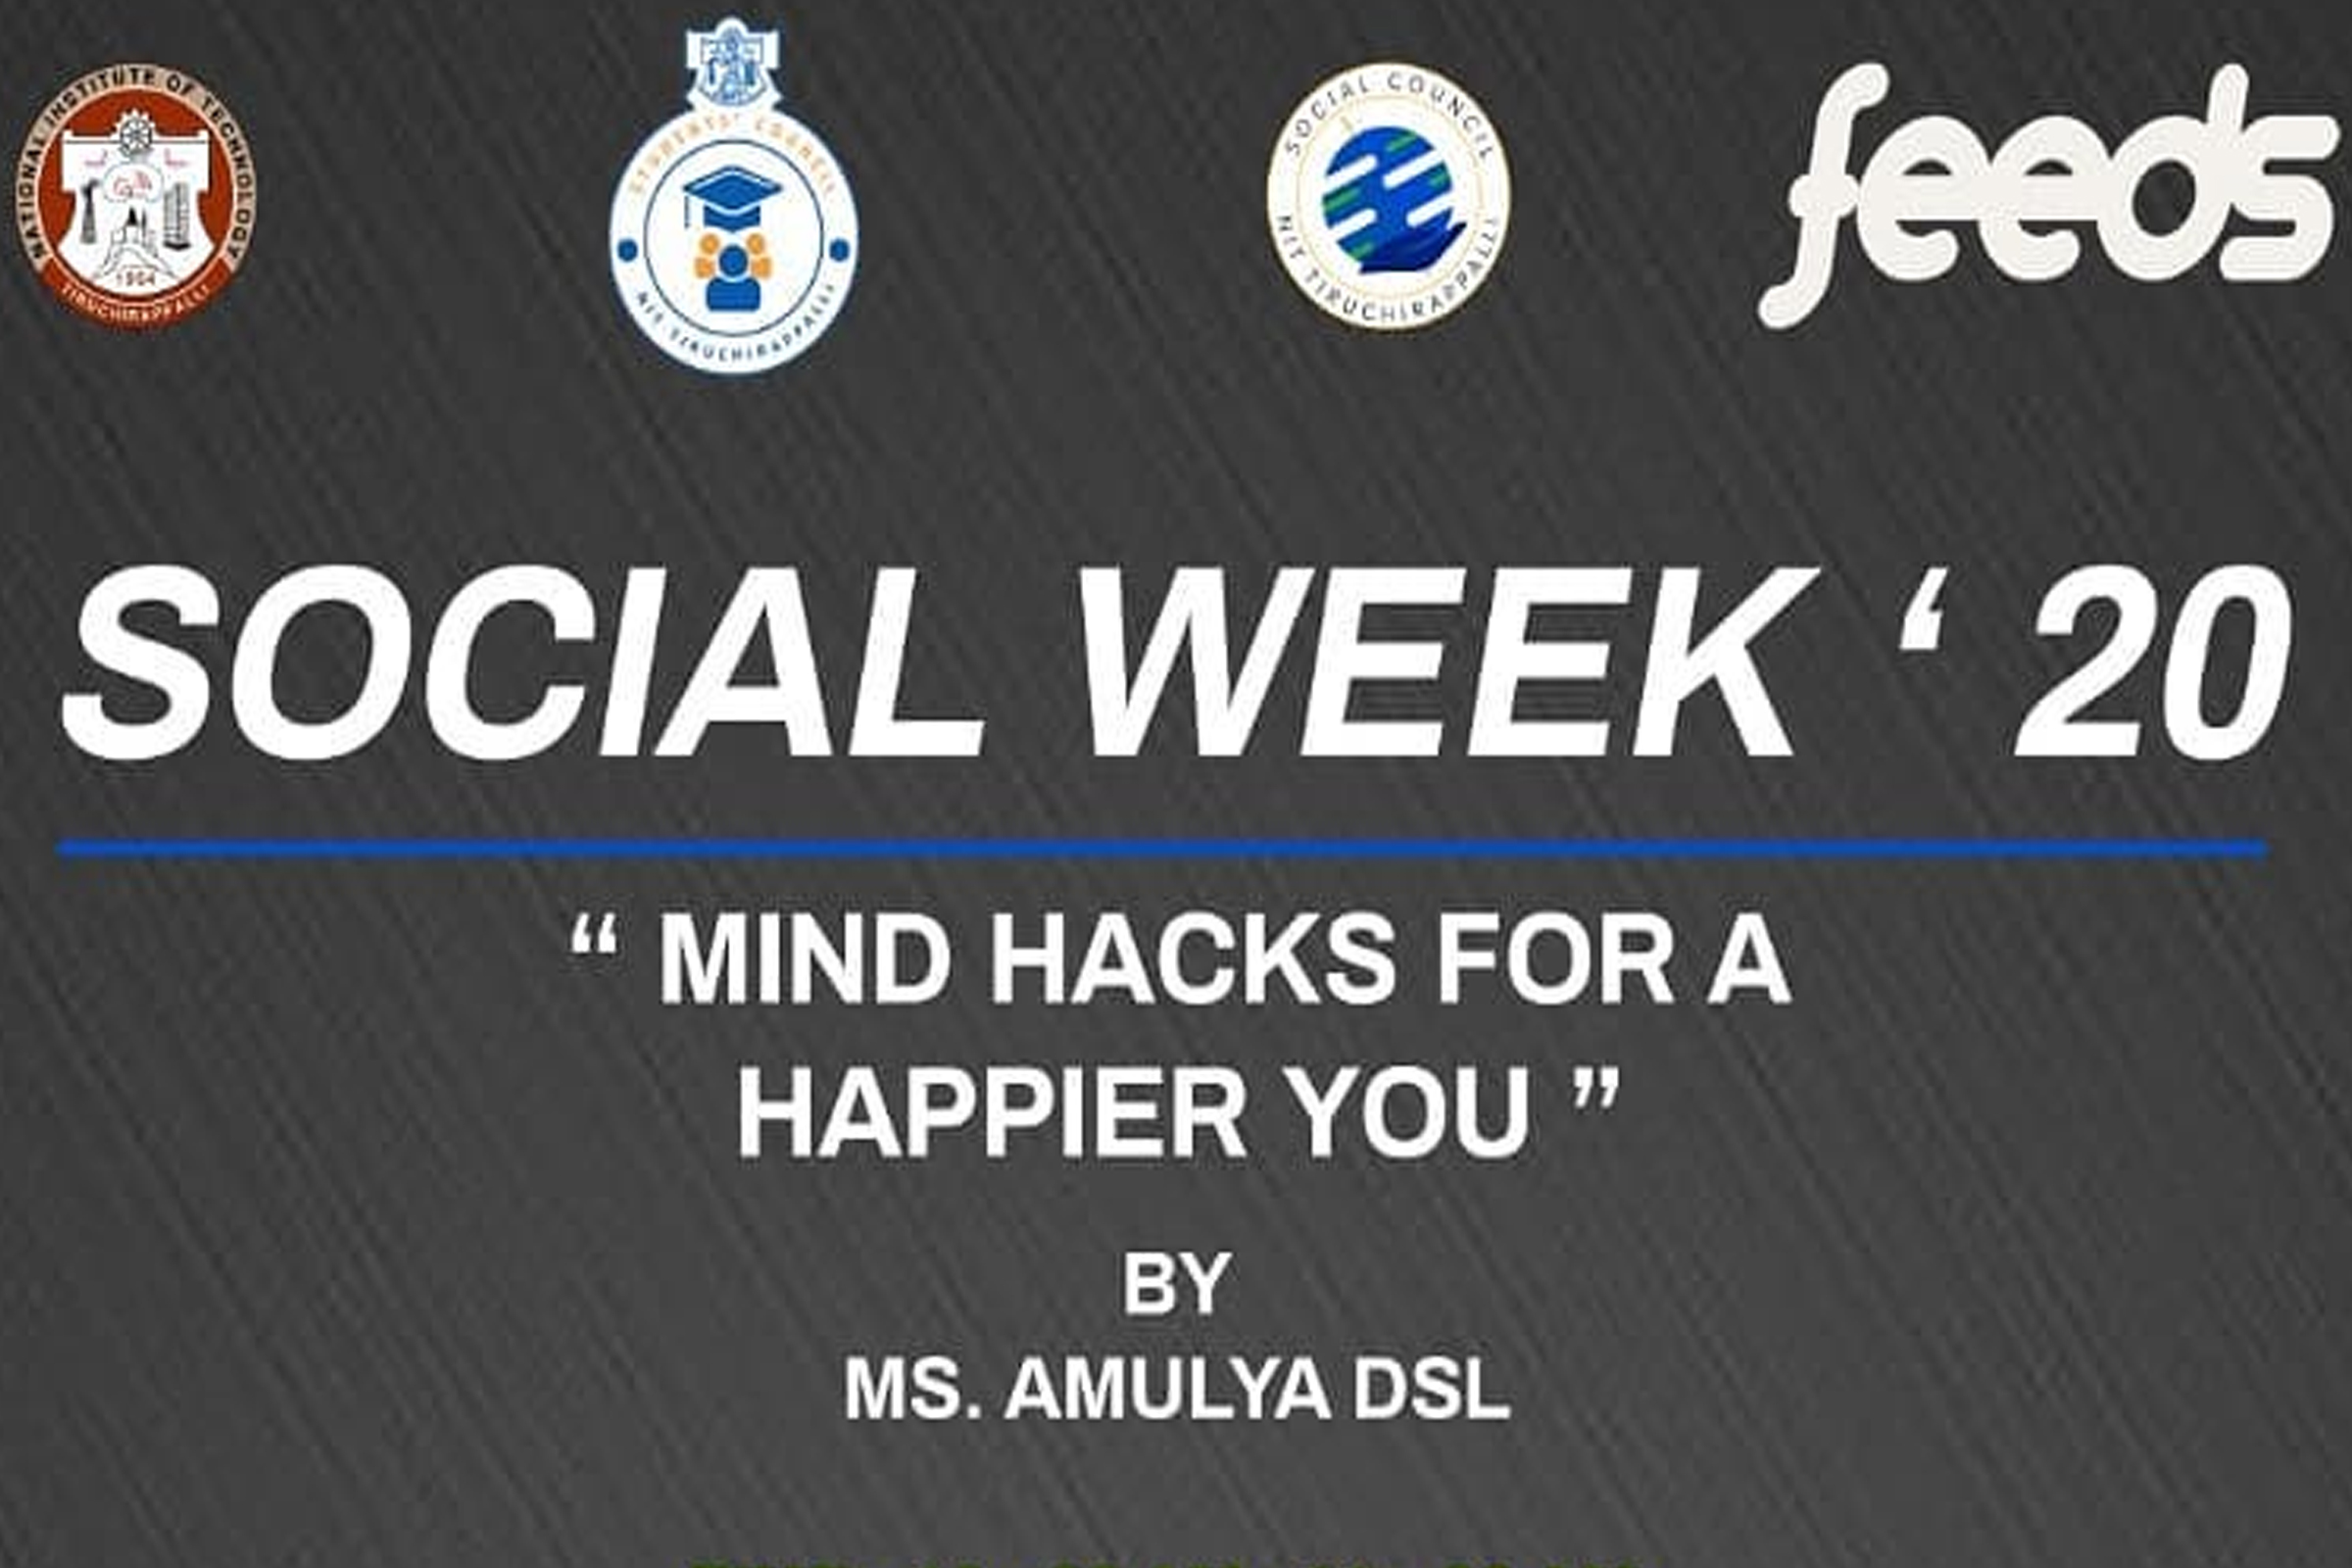 NATIONAL INSTITUTE OF TECHNOLOGY
1964
TIRUCHIRAPPALLI
STUDENTS' COUNCIL
NIT TIRUCHIRAPPALLI
SOCIAL COUNCIL
NIT TIRUCHIRAPPALLI
feeds
SOCIAL WEEK ‘ 20
“ MIND HACKS FOR A
HAPPIER YOU ”
BY
MS. AMULYA DSL